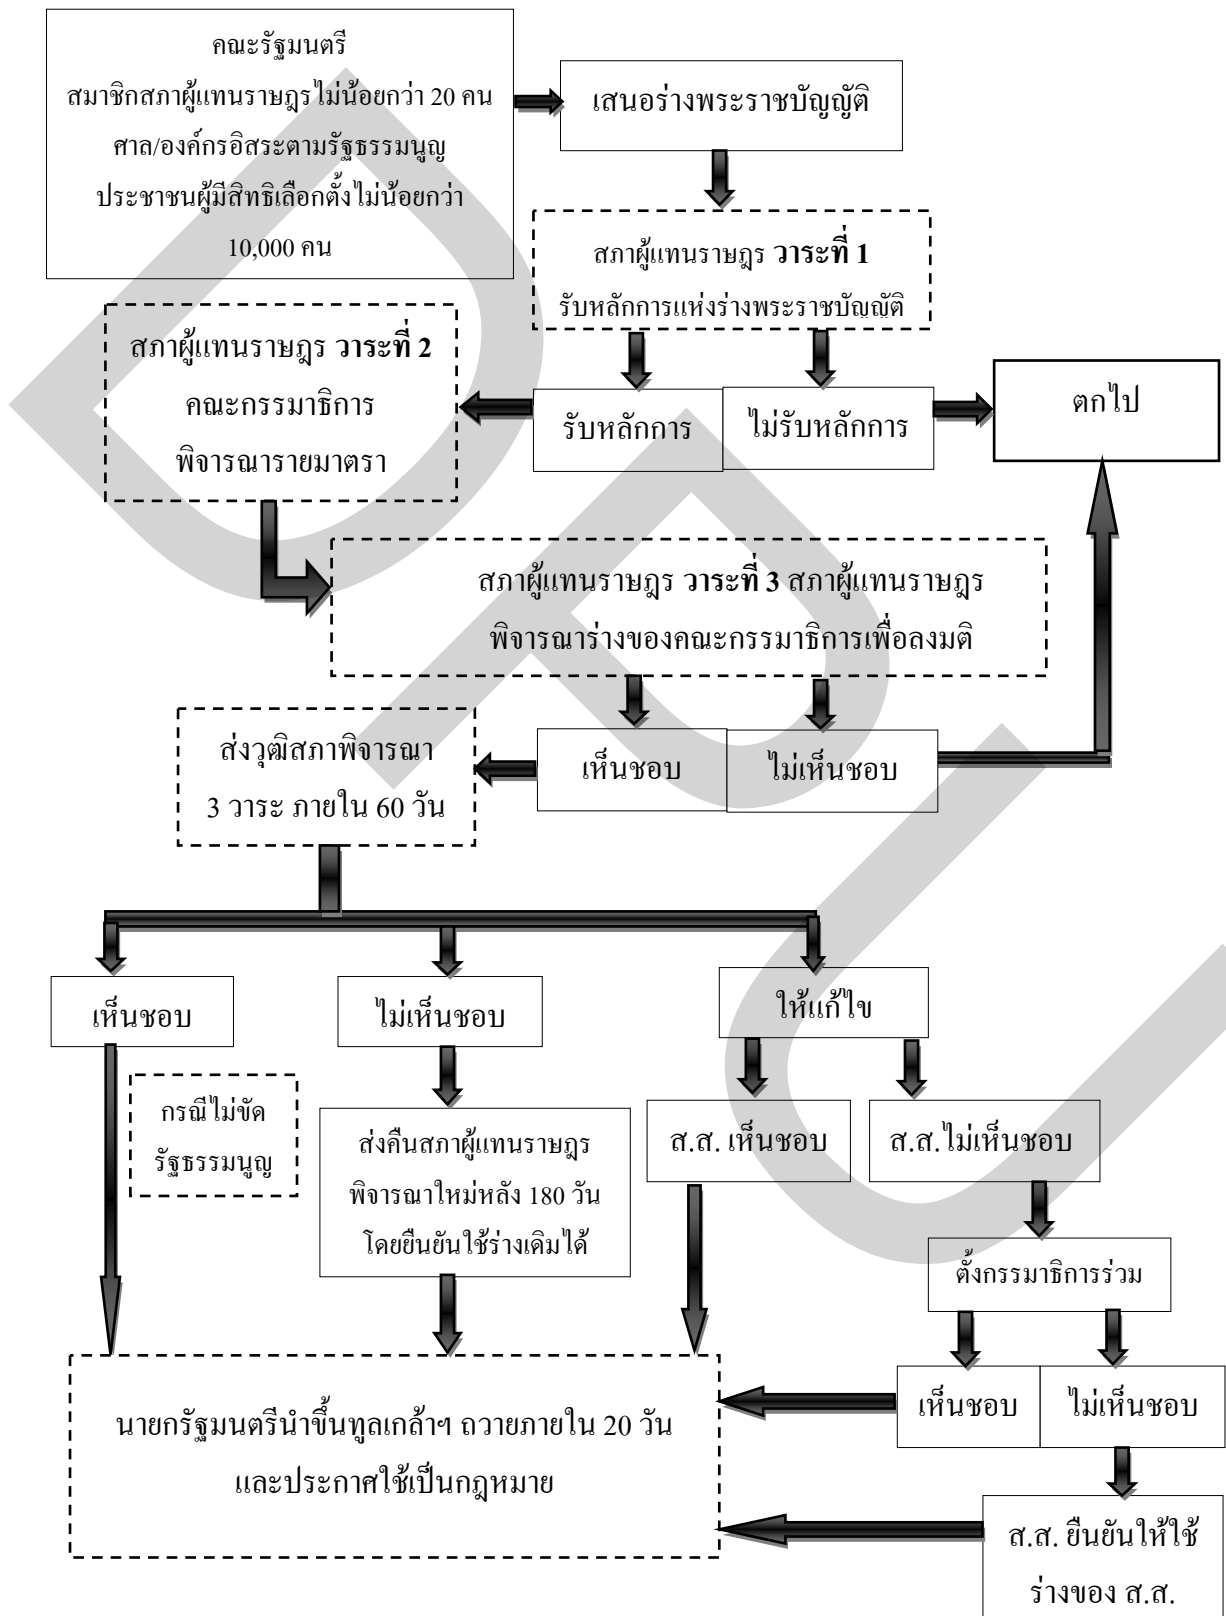 คณะรัฐมนตรี
สมาชิกสภาผู้แทนราษฎรไม่น้อยกว่า 20 คน
ศาล/องค์กรอิสระตามรัฐธรรมนูญ
ประชาชนผู้มีสิทธิเลือกตั้งไม่น้อยกว่า
10,000 คน
เสนอร่างพระราชบัญญัติ
สภาผู้แทนราษฎร วาระที่ 1
รับหลักการแห่งร่างพระราชบัญญัติ
สภาผู้แทนราษฎร วาระที่ 2
คณะกรรมาธิการ
พิจารณารายมาตรา
รับหลักการ
ไม่รับหลักการ
ตกไป
สภาผู้แทนราษฎร วาระที่ 3 สภาผู้แทนราษฎร
พิจารณาร่างของคณะกรรมาธิการเพื่อลงมติ
ส่งวุฒิสภาพิจารณา
3 วาระ ภายใน 60 วัน
เห็นชอบ
ไม่เห็นชอบ
เห็นชอบ
ไม่เห็นชอบ
ให้แก้ไข
กรณีไม่ขัด
รัฐธรรมนูญ
ส่งคืนสภาผู้แทนราษฎร
พิจารณาใหม่หลัง 180 วัน
โดยยืนยันใช้ร่างเดิมได้
ส.ส. เห็นชอบ
ส.ส.ไม่เห็นชอบ
ตั้งกรรมาธิการร่วม
เห็นชอบ
ไม่เห็นชอบ
นายกรัฐมนตรีนำขึ้นทูลเกล้าฯ ถวายภายใน 20 วัน
และประกาศใช้เป็นกฎหมาย
ส.ส. ยืนยันให้ใช้
ร่างของ ส.ส.
DPU